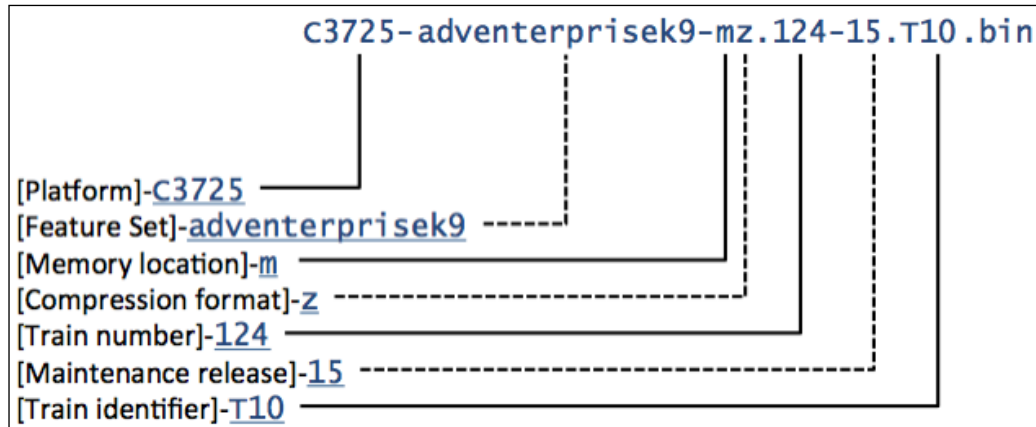 C3725-adventerprisek9-mz.124-15.T10.bin
[Platform]-C3725
[Feature Set]-adventerprisek9
[Memory location]-m
[Compression format]-z
[Train number]-124
[Maintenance release]-15
[Train identifier]-T10